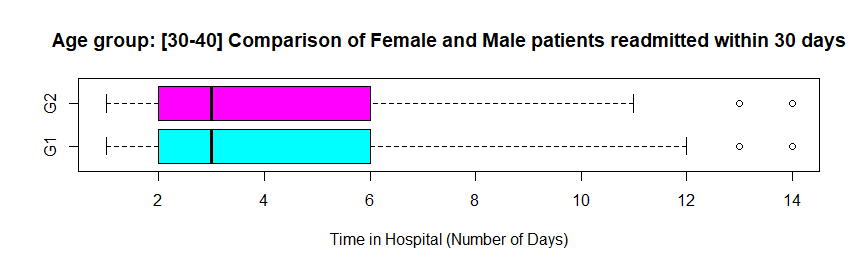 Age group: [30-40] Comparison of Female and Male patients readmitted within 30 days
G2
G1
2 4 6 8 10 12 14
Time in Hospital (Number of Days)